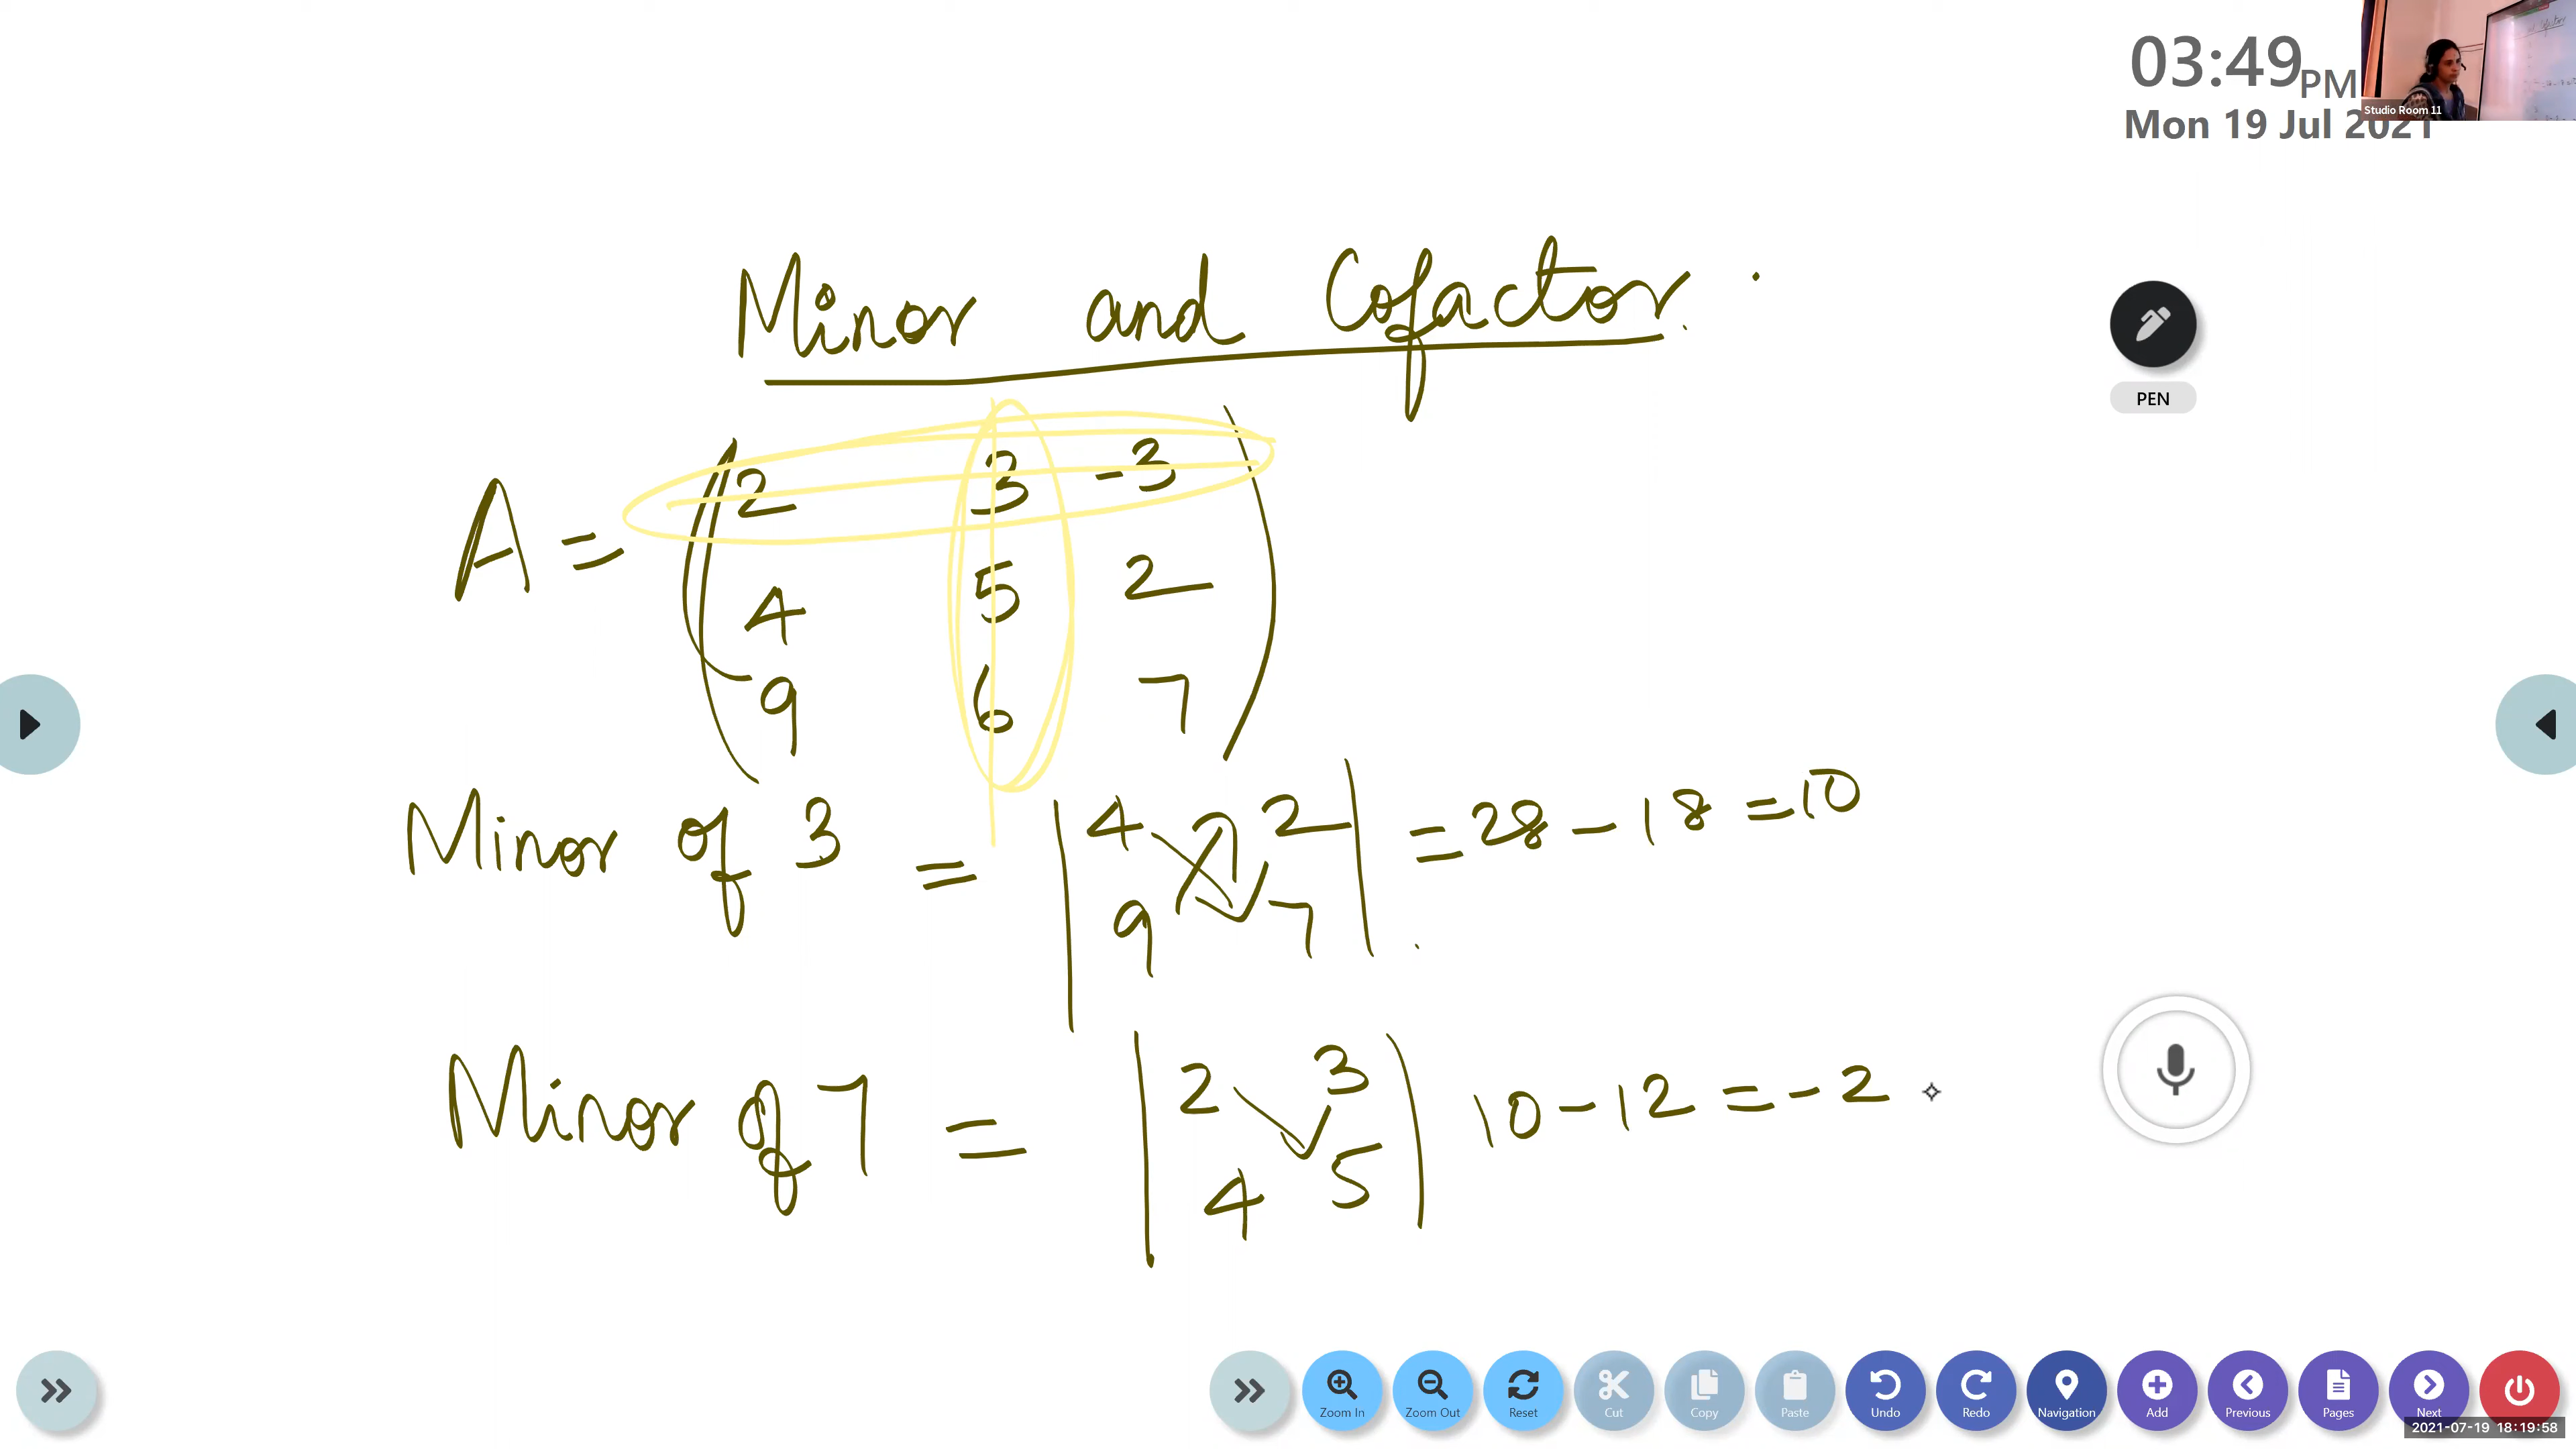 03:49 PM
Studio Room 11
Mon 19 Jul 2021
Minor and Cofactor.
PEN
A = ( 2 3 -3
4 5 2
9 6 7 )
Minor of 3 = | 4 2 | = 28 - 18 = 10
9 7
Minor of 7 = | 2 3 | 10 - 12 = -2
4 5
Zoom In Zoom Out Reset Cut Copy Paste Undo Redo Navigation Add Previous Pages Next
2021-07-19 18:19:58